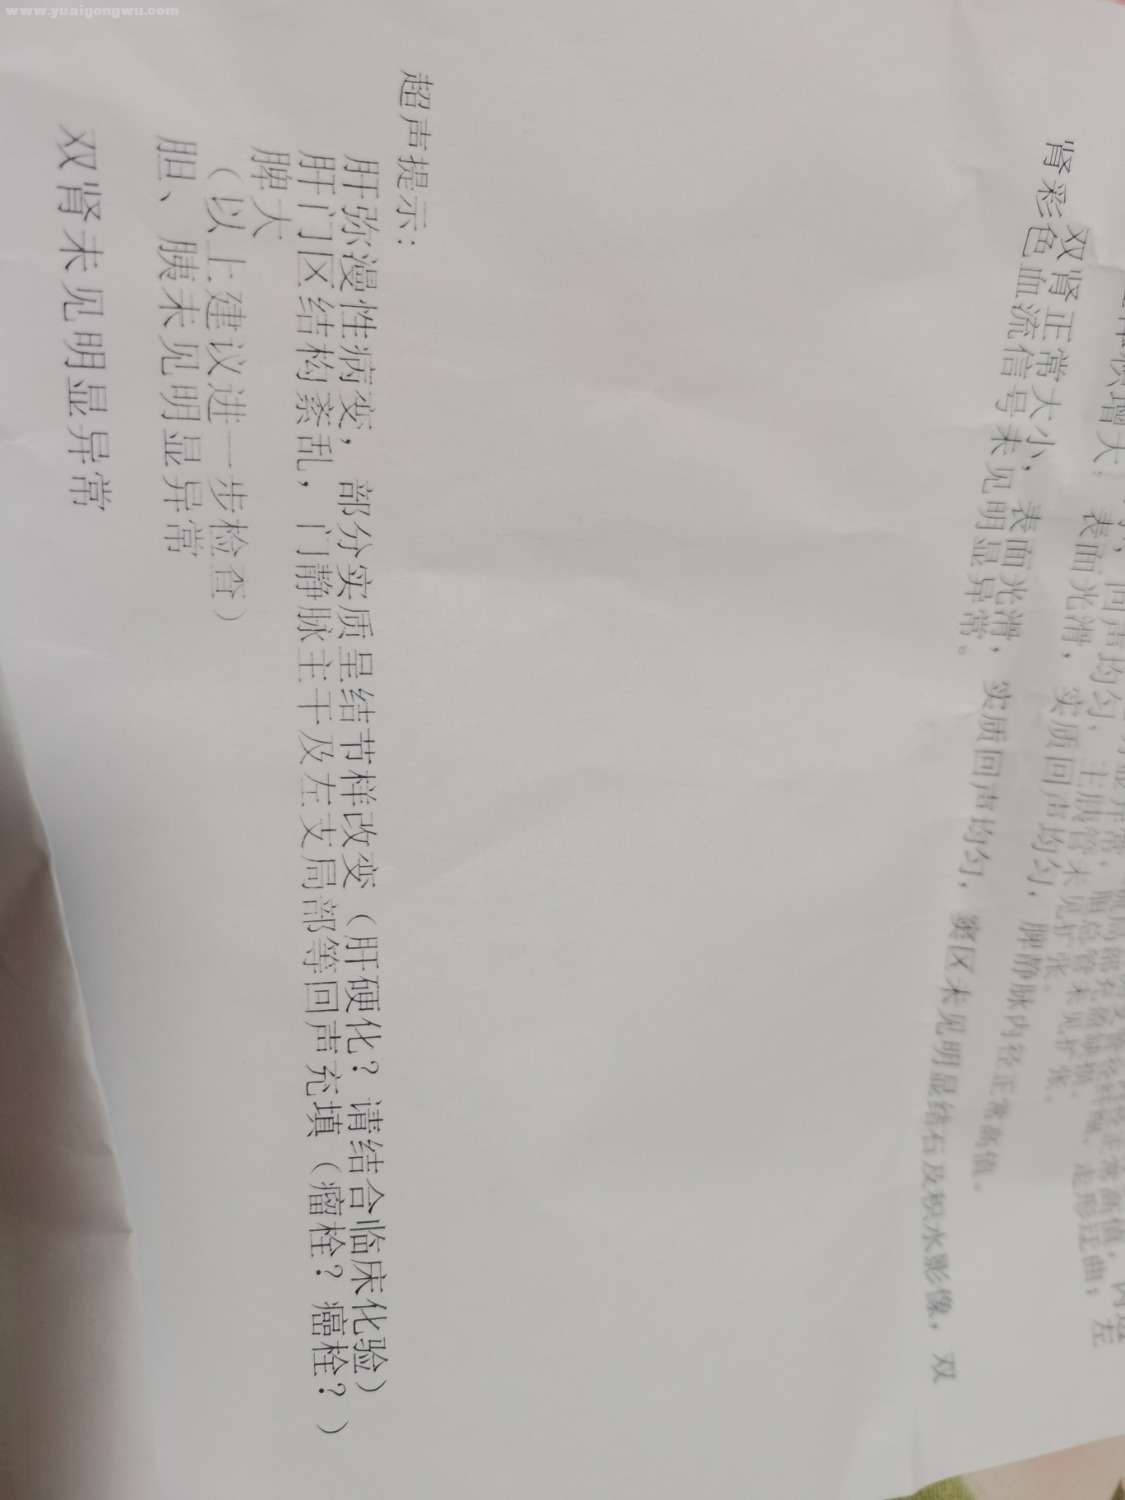 www.yuaigongwu.com
表面光滑，实质回声均匀，脾静脉内径正常高值。
双肾正常大小，表面光滑，实质回声均匀，窦区未见明显结石及积水影像，双
肾彩色血流信号未见明显异常。
超声提示：
肝弥漫性病变，部分实质呈结节样改变（肝硬化？请结合临床化验）
肝门区结构紊乱，门静脉主干及左支局部等回声充填（瘤栓？癌栓？）
脾大
（以上建议进一步检查）
胆、胰未见明显异常
双肾未见明显异常